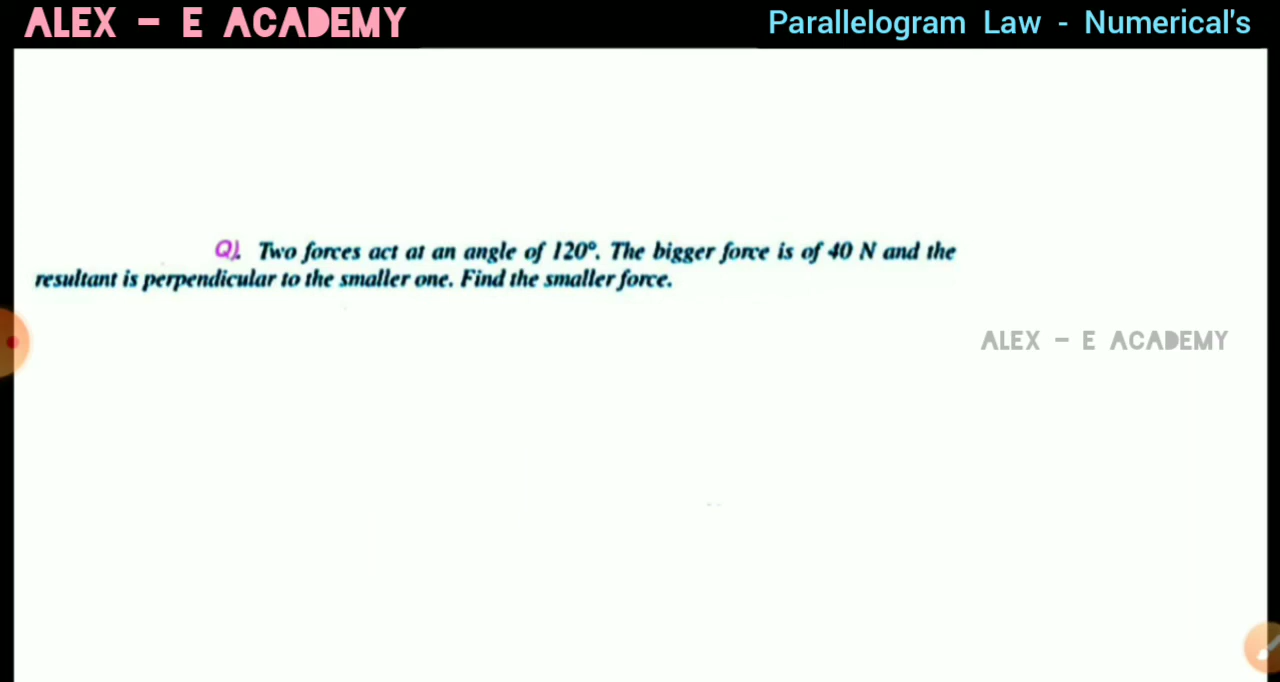 ALEX - E ACADEMY
Parallelogram Law - Numerical's
Q). Two forces act at an angle of 120°. The bigger force is of 40 N and the
resultant is perpendicular to the smaller one. Find the smaller force.
ALEX - E ACADEMY